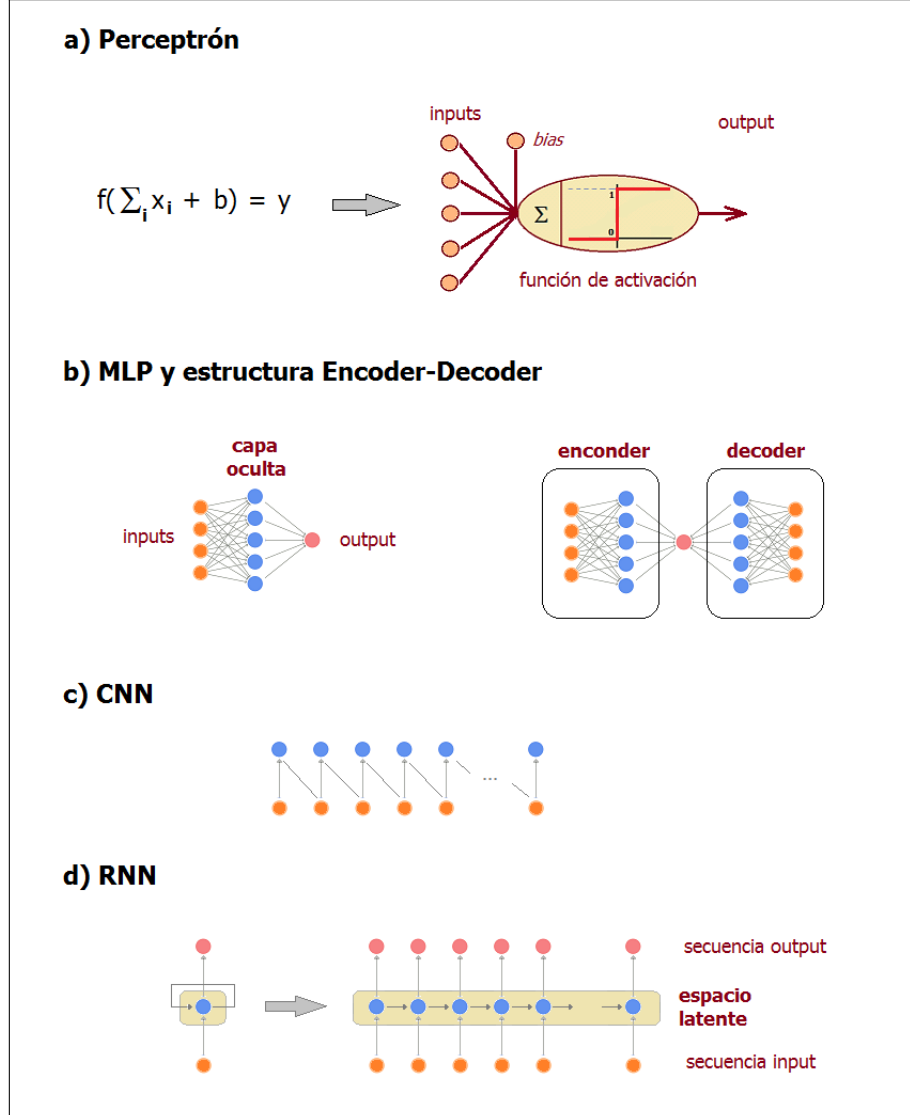 a) Perceptrón
inputs
bias
output
f(∑i xi + b) = y
Σ
1
0
función de activación
b) MLP y estructura Encoder-Decoder
capa
oculta
inputs
output
enconder
decoder
c) CNN
...
d) RNN
secuencia output
espacio
latente
secuencia input